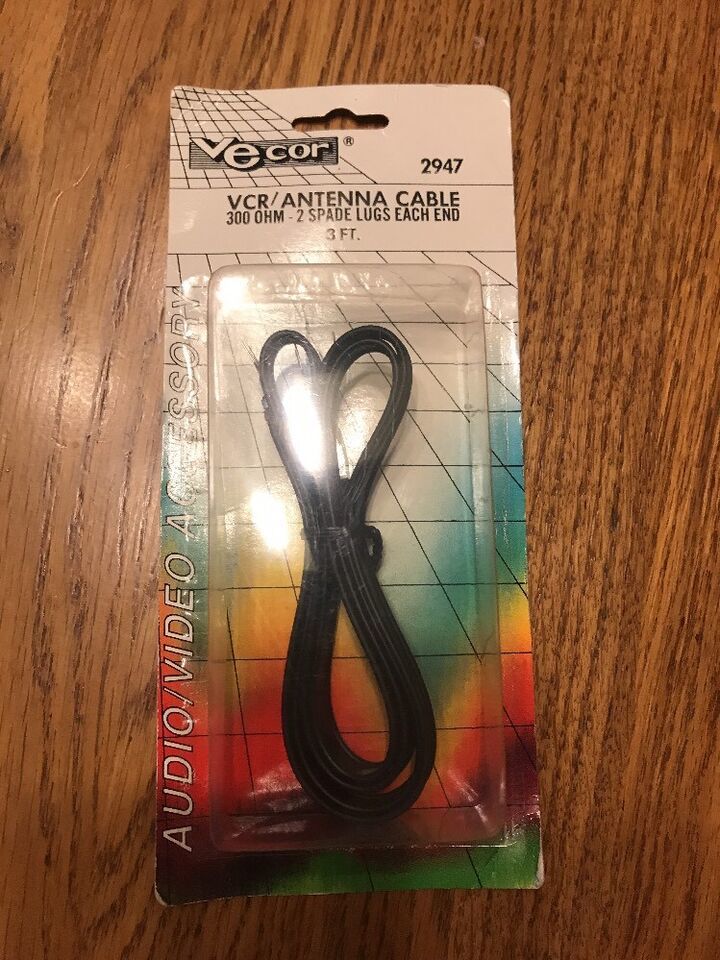 Vecor®
2947
VCR/ANTENNA CABLE
300 OHM - 2 SPADE LUGS EACH END
3 FT.
AUDIO/VIDEO ACCESSORY